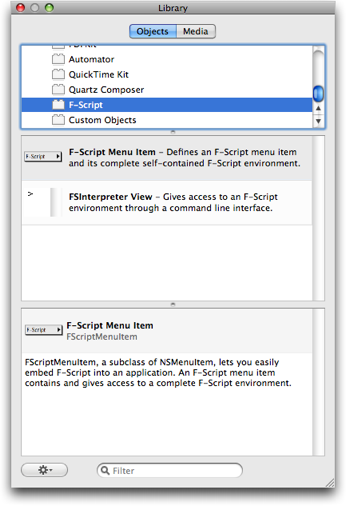 Library
Objects
Media
Automator
QuickTime Kit
Quartz Composer
F-Script
Custom Objects
F-Script
F-Script Menu Item - Defines an F-Script menu item
and its complete self-contained F-Script environment.
>
FSInterpreter View - Gives access to an F-Script
environment through a command line interface.
F-Script
F-Script Menu Item
FScriptMenuItem
FScriptMenuItem, a subclass of NSMenuItem, lets you easily
embed F-Script into an application. An F-Script menu item
contains and gives access to a complete F-Script environment.
Filter